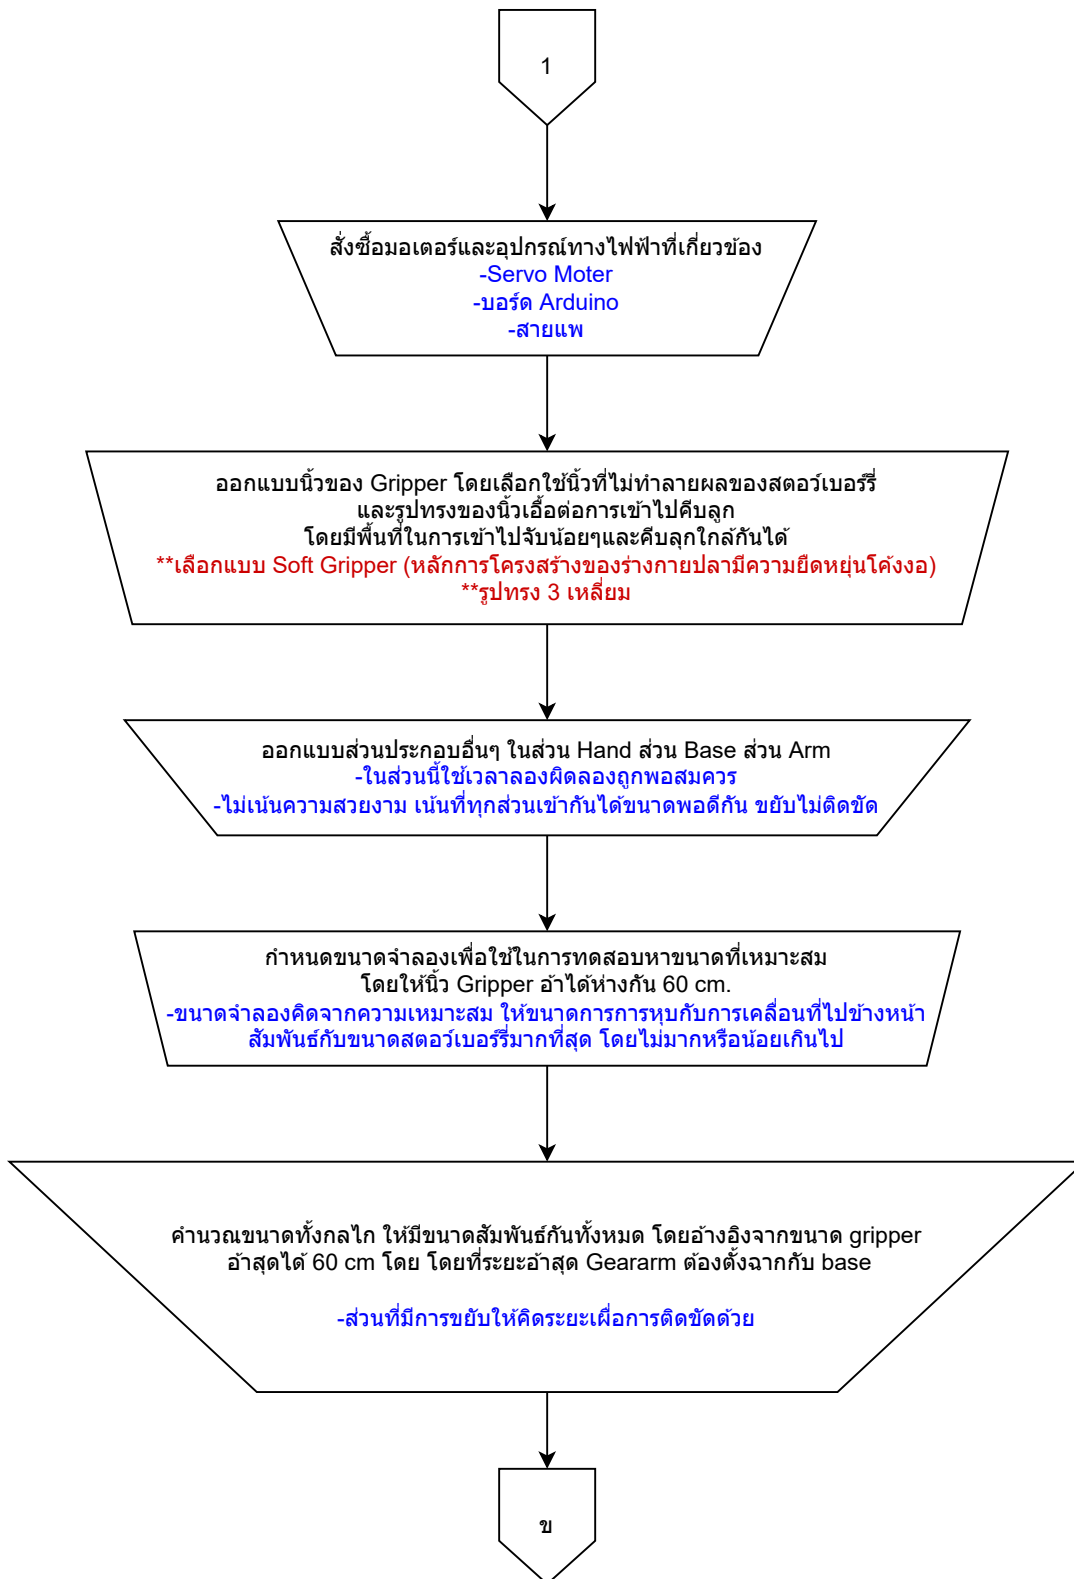 1
สั่งซื้อมอเตอร์และอุปกรณ์ทางไฟฟ้าที่เกี่ยวข้อง
-Servo Moter
-บอร์ด Arduino
-สายแพ
ออกแบบนิ้วของ Gripper โดยเลือกใช้นิ้วที่ไม่ทำลายผลของสตอว์เบอร์รี่
และรูปทรงของนิ้วเอื้อต่อการเข้าไปคีบลูก
โดยมีพื้นที่ในการเข้าไปจับน้อยๆและคีบลุกใกล้กันได้
**เลือกแบบ Soft Gripper (หลักการโครงสร้างของร่างกายปลามีความยืดหยุ่นโค้งงอ)
**รูปทรง 3 เหลี่ยม
ออกแบบส่วนประกอบอื่นๆ ในส่วน Hand ส่วน Base ส่วน Arm
-ในส่วนนี้ใช้เวลาลองผิดลองถูกพอสมควร
-ไม่เน้นความสวยงาม เน้นที่ทุกส่วนเข้ากันได้ขนาดพอดีกัน ขยับไม่ติดขัด
กำหนดขนาดจำลองเพื่อใช้ในการทดสอบหาขนาดที่เหมาะสม
โดยให้นิ้ว Gripper อ้าได้ห่างกัน 60 cm.
-ขนาดจำลองคิดจากความเหมาะสม ให้ขนาดการการหุบกับการเคลื่อนที่ไปข้างหน้า
สัมพันธ์กับขนาดสตอว์เบอร์รี่มากที่สุด โดยไม่มากหรือน้อยเกินไป
คำนวณขนาดทั้งกลไก ให้มีขนาดสัมพันธ์กันทั้งหมด โดยอ้างอิงจากขนาด gripper
อ้าสุดได้ 60 cm โดย โดยที่ระยะอ้าสุด Geararm ต้องตั้งฉากกับ base
-ส่วนที่มีการขยับให้คิดระยะเผื่อการติดขัดด้วย
ข